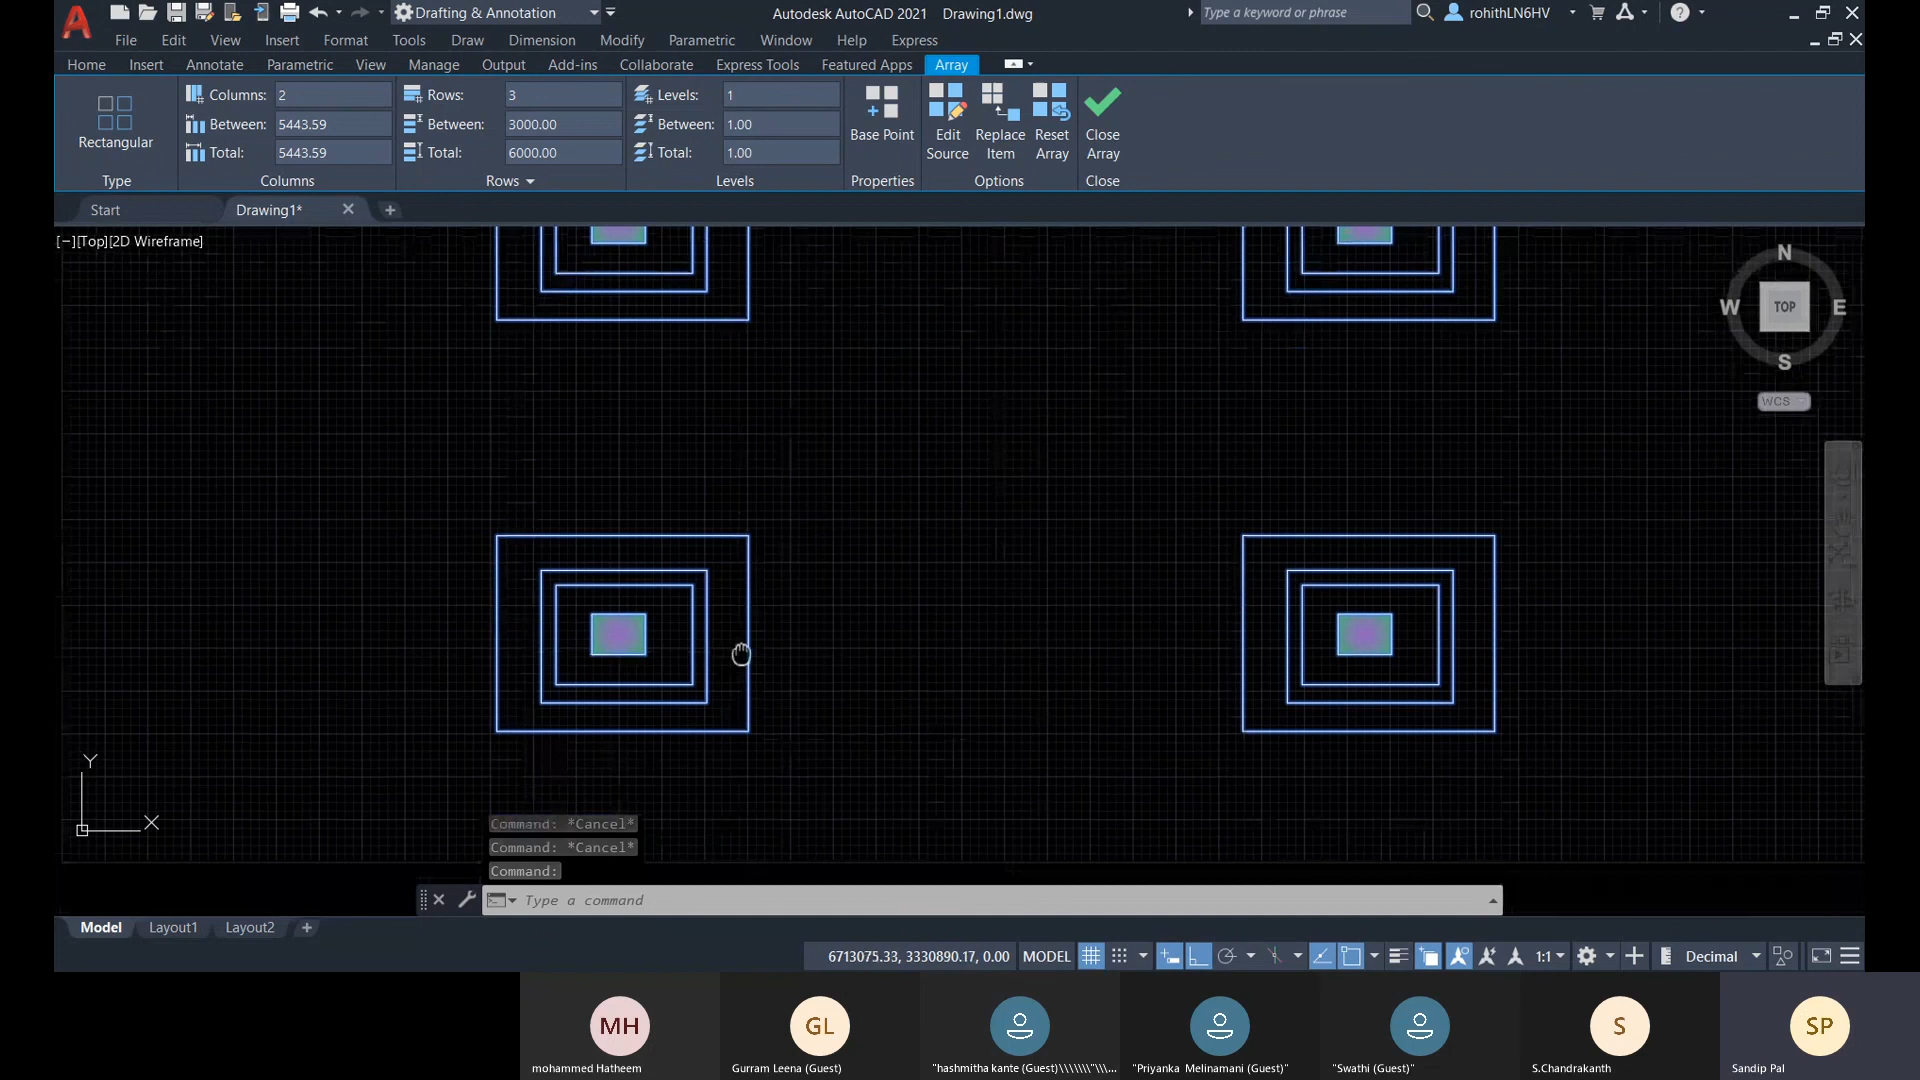 Drafting & Annotation
Autodesk AutoCAD 2021 Drawing1.dwg
Type a keyword or phrase
rohithLN6HV
File Edit View Insert Format Tools Draw Dimension Modify Parametric Window Help Express
Home Insert Annotate Parametric View Manage Output Add-ins Collaborate Express Tools Featured Apps Array
Columns: 2 Rows: 3 Levels: 1
Between: 5443.59 Between: 3000.00 Between: 1.00
Total: 5443.59 Total: 6000.00 Total: 1.00
Rectangular
Base Point
Edit Source
Replace Item
Reset Array
Close Array
Type Columns Rows Levels Properties Options Close
Start Drawing1*
[−][Top][2D Wireframe]
N
W TOP E
S
WCS
Y
X
Command: *Cancel*
Command: *Cancel*
Command:
Type a command
Model Layout1 Layout2
6713075.33, 3330890.17, 0.00 MODEL 1:1 Decimal
MH GL S SP
mohammed Hatheem
Gurram Leena (Guest)
"hashmitha kante (Guest)\\\\\\\"\\...
"Priyanka Melinamani (Guest)"
"Swathi (Guest)"
S.Chandrakanth
Sandip Pal